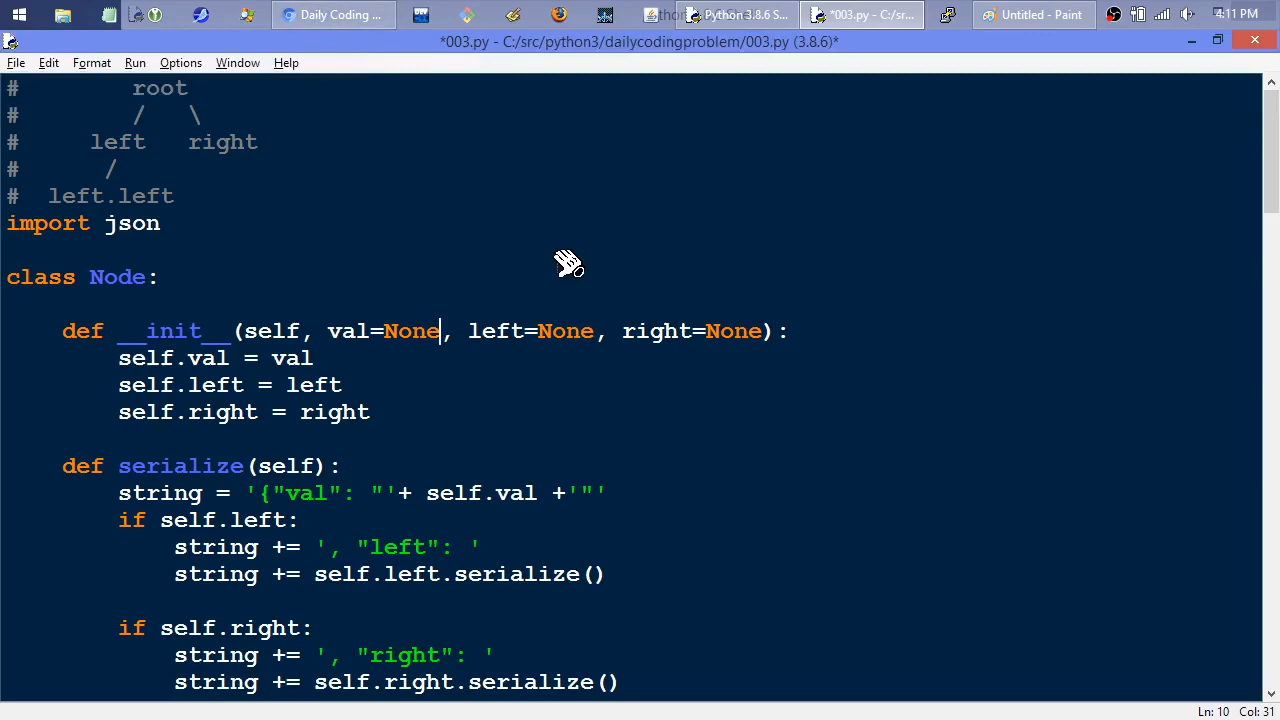 Daily Coding ...
Python 3.8.6 S...
*003.py - C:/sr...
Untitled - Paint
4:11 PM
*003.py - C:/src/python3/dailycodingproblem/003.py (3.8.6)*
File Edit Format Run Options Window Help
#        root
#        /   \
#     left   right
#      /
#  left.left
import json
class Node:
    def __init__(self, val=None, left=None, right=None):
        self.val = val
        self.left = left
        self.right = right
    def serialize(self):
        string = '{"val": "'+ self.val +'"'
        if self.left:
            string += ', "left": '
            string += self.left.serialize()
        if self.right:
            string += ', "right": '
            string += self.right.serialize()
Ln: 10 Col: 31